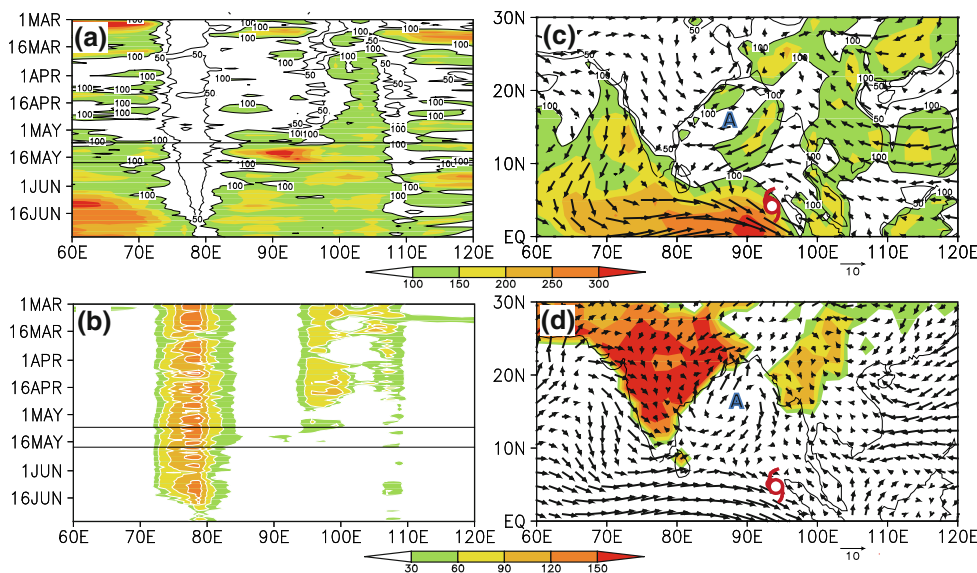 (a)
1MAR
16MAR
1APR
16APR
1MAY
16MAY
1JUN
16JUN
60E 70E 80E 90E 100E 110E 120E
(c)
30N
20N
10N
EQ
A
60E 70E 80E 90E 100E 110E 120E
10
100 150 200 250 300
(b)
1MAR
16MAR
1APR
16APR
1MAY
16MAY
1JUN
16JUN
60E 70E 80E 90E 100E 110E 120E
(d)
30N
20N
10N
EQ
A
60E 70E 80E 90E 100E 110E 120E
10
30 60 90 120 150